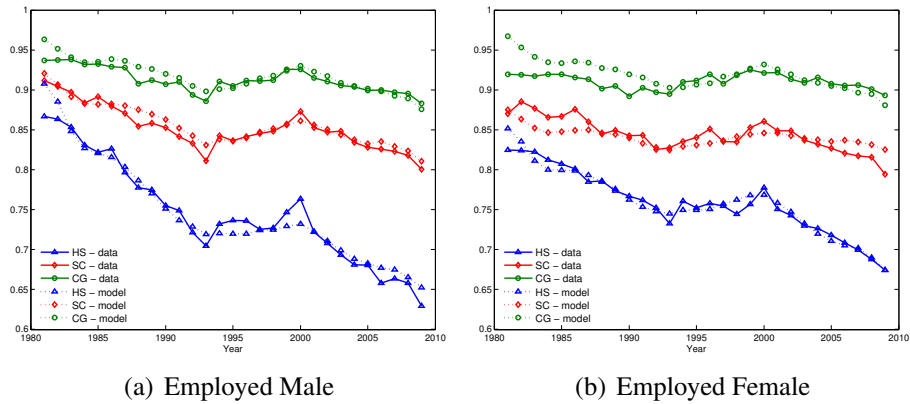 1
0.95
0.9
0.85
0.8
0.75
0.7
0.65
0.6
HS − data
SC − data
CG − data
HS − model
SC − model
CG − model
1980 1985 1990 1995 2000 2005 2010
Year
(a) Employed Male
1
0.95
0.9
0.85
0.8
0.75
0.7
0.65
0.6
HS − data
SC − data
CG − data
HS − model
SC − model
CG − model
1980 1985 1990 1995 2000 2005 2010
Year
(b) Employed Female